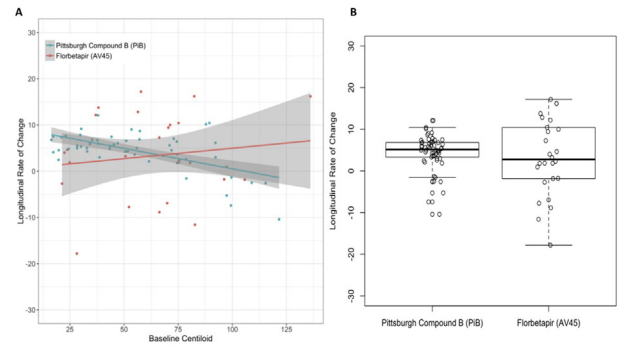 A
Pittsburgh Compound B (PiB)
Florbetapir (AV45)
Longitudinal Rate of Change
30
20
10
0
-10
-20
-30
25
50
75
100
125
Baseline Centiloid
B
Longitudinal Rate of Change
30
20
10
0
-10
-20
-30
Pittsburgh Compound B (PiB)
Florbetapir (AV45)